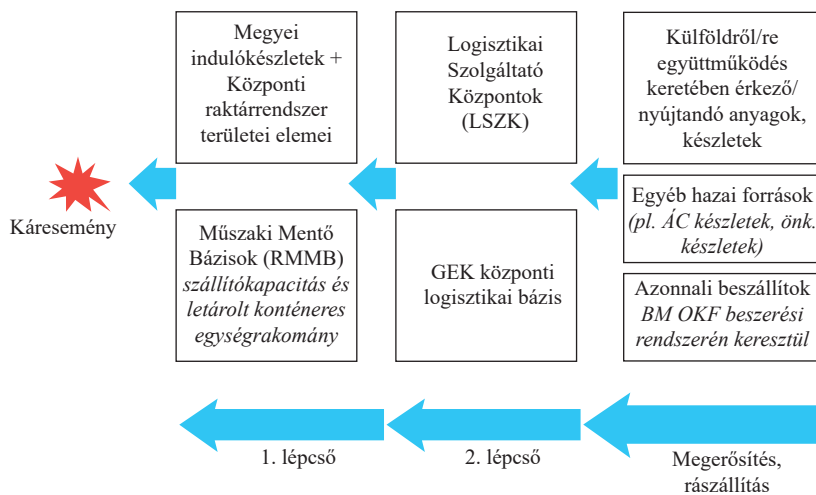 Megyei
indulókészletek +
Központi
raktárrendszer
területei elemei
Logisztikai
Szolgáltató
Központok
(LSZK)
Külföldről/re
együttműködés
keretében érkező/
nyújtandó anyagok,
készletek
Káresemény
Egyéb hazai források
(pl. ÁC készletek, önk.
készletek)
Műszaki Mentő
Bázisok (RMMB)
szállítókapacitás és
letárolt konténeres
egységrakomány
GEK központi
logisztikai bázis
Azonnali beszállítok
BM OKF beszerési
rendszerén keresztül
1. lépcső
2. lépcső
Megerősítés,
rászállítás